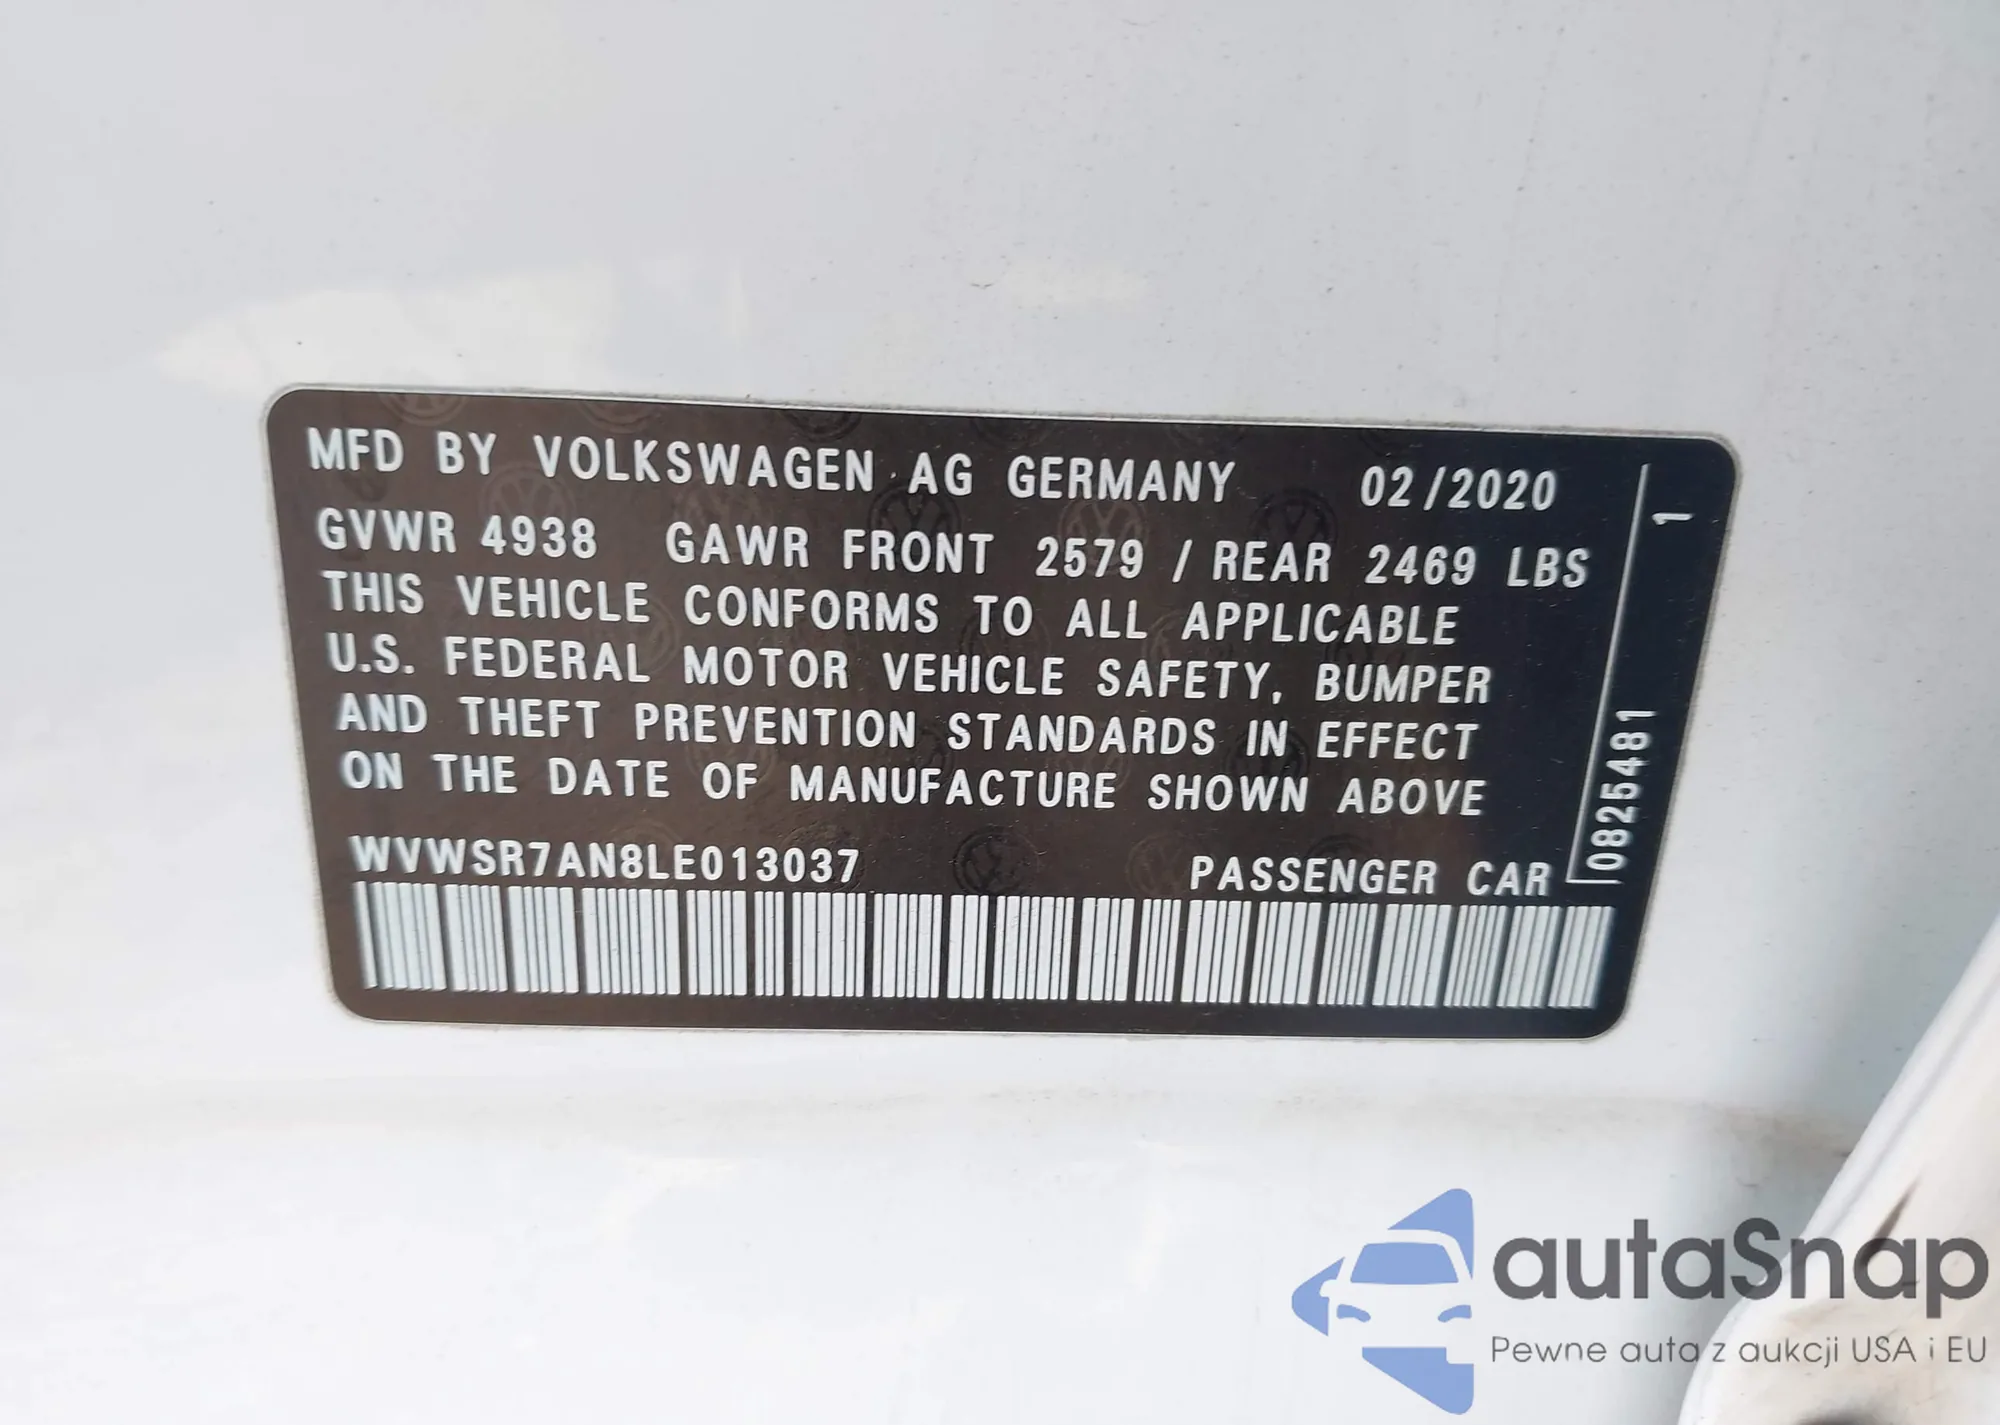 MFD BY VOLKSWAGEN AG GERMANY 02/2020
GVWR 4938 GAWR FRONT 2579 / REAR 2469 LBS
THIS VEHICLE CONFORMS TO ALL APPLICABLE
U.S. FEDERAL MOTOR VEHICLE SAFETY, BUMPER
AND THEFT PREVENTION STANDARDS IN EFFECT
ON THE DATE OF MANUFACTURE SHOWN ABOVE
WVWSR7AN8LE013037 PASSENGER CAR
0825481 1
autaSnap
Pewne auta z aukcji USA i EU